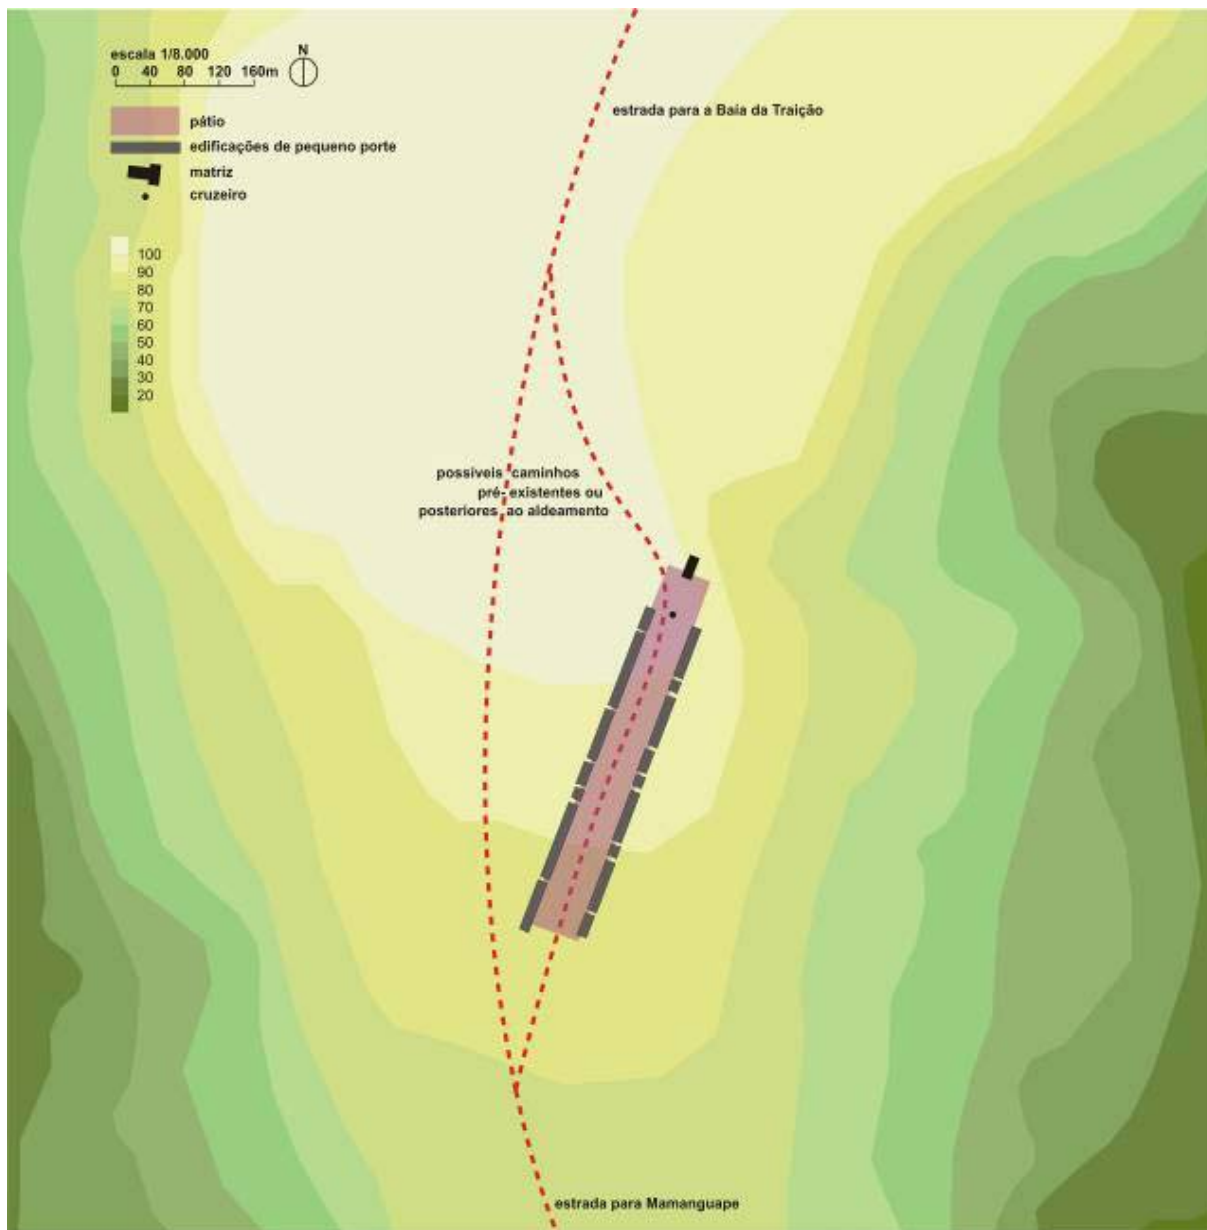 escala 1/8.000
0 40 80 120 160m
N
pátio
edificações de pequeno porte
matriz
cruzeiro
100
90
80
70
60
50
40
30
20
estrada para a Baia da Traição
possíveis caminhos
pré- existentes ou
posteriores ao aldeamento
estrada para Mamanguape